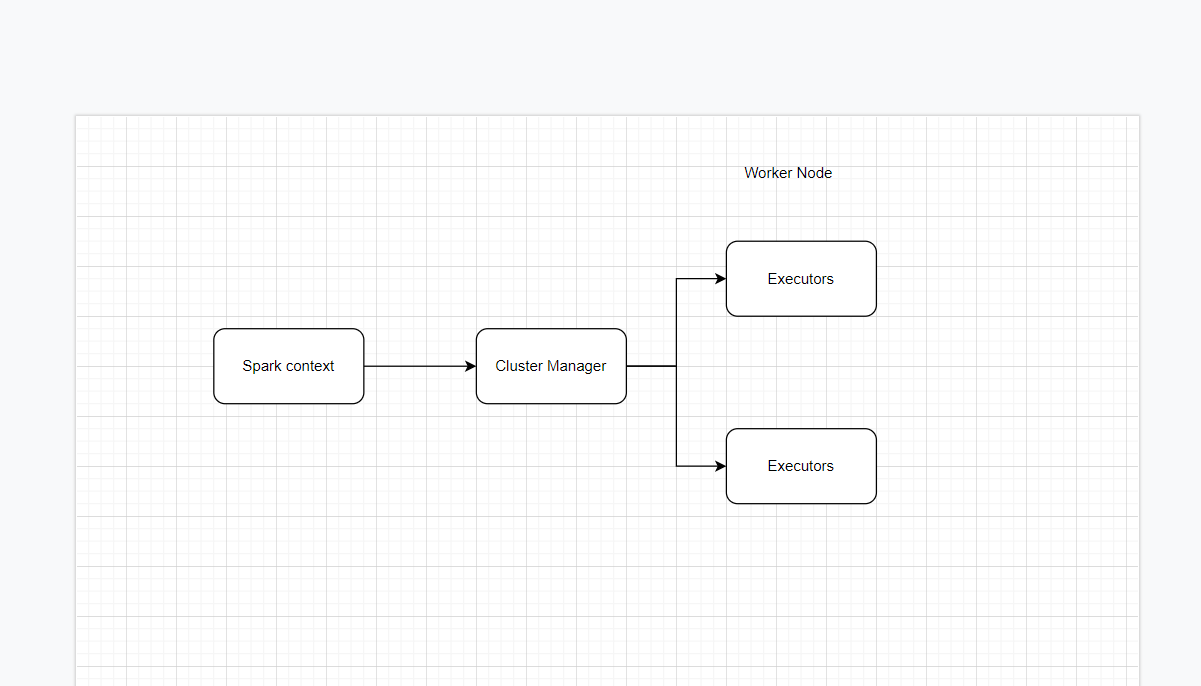 Worker Node
Executors
Spark context
Cluster Manager
Executors